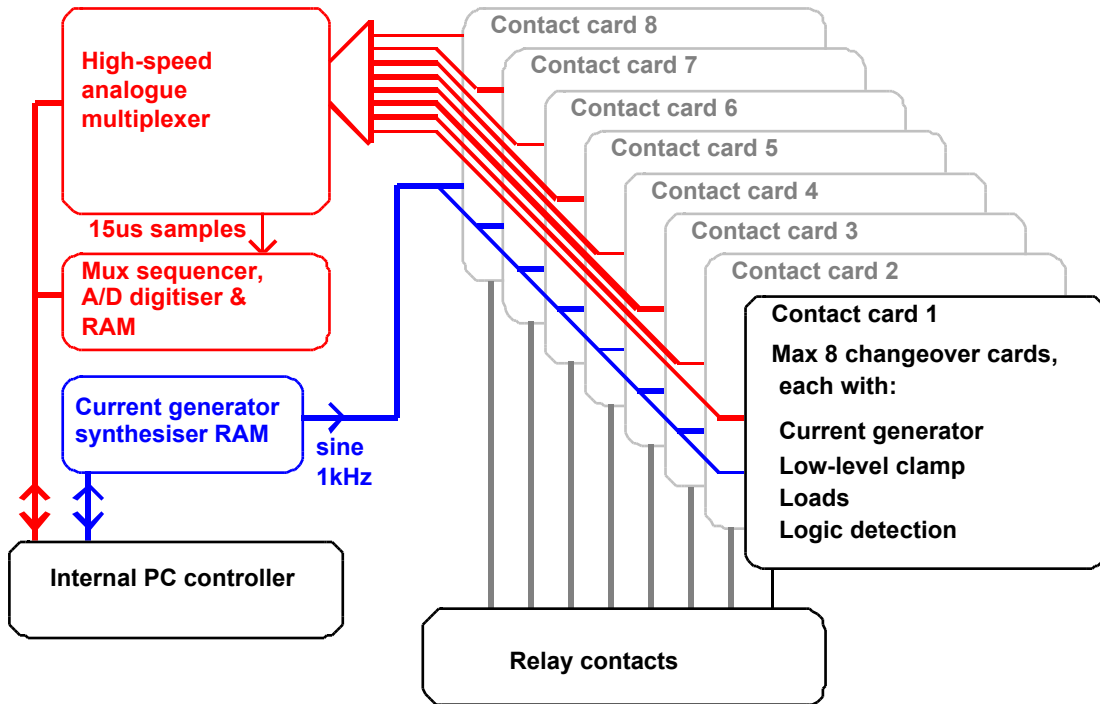 High-speed
analogue
multiplexer
15us samples
Mux sequencer,
A/D digitiser &
RAM
Current generator
synthesiser RAM
sine
1kHz
Internal PC controller
Contact card 8
Contact card 7
Contact card 6
Contact card 5
Contact card 4
Contact card 3
Contact card 2
Contact card 1
Max 8 changeover cards,
each with:
Current generator
Low-level clamp
Loads
Logic detection
Relay contacts